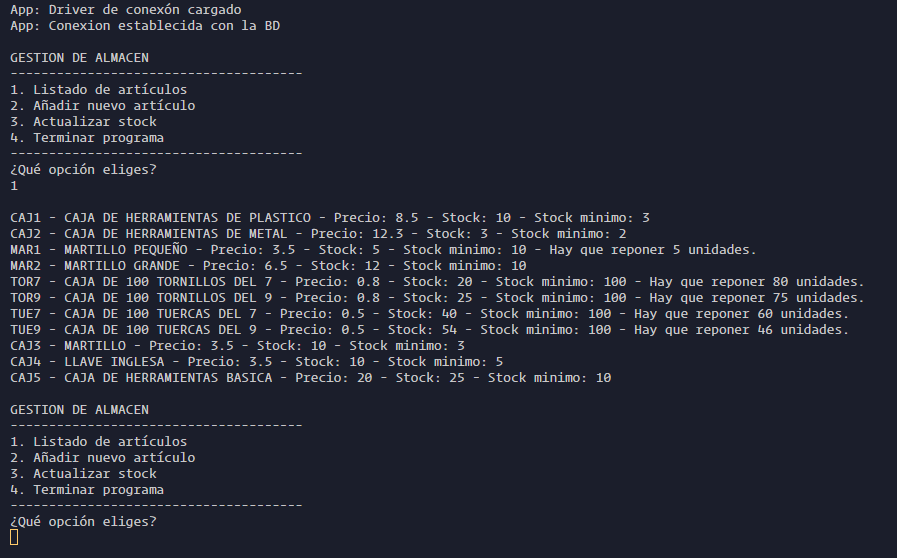 App: Driver de conexón cargado
App: Conexion establecida con la BD
GESTION DE ALMACEN
--------------------------------------
1. Listado de artículos
2. Añadir nuevo artículo
3. Actualizar stock
4. Terminar programa
--------------------------------------
¿Qué opción eliges?
1
CAJ1 - CAJA DE HERRAMIENTAS DE PLASTICO - Precio: 8.5 - Stock: 10 - Stock minimo: 3
CAJ2 - CAJA DE HERRAMIENTAS DE METAL - Precio: 12.3 - Stock: 3 - Stock minimo: 2
MAR1 - MARTILLO PEQUEÑO - Precio: 3.5 - Stock: 5 - Stock minimo: 10 - Hay que reponer 5 unidades.
MAR2 - MARTILLO GRANDE - Precio: 6.5 - Stock: 12 - Stock minimo: 10
TOR7 - CAJA DE 100 TORNILLOS DEL 7 - Precio: 0.8 - Stock: 20 - Stock minimo: 100 - Hay que reponer 80 unidades.
TOR9 - CAJA DE 100 TORNILLOS DEL 9 - Precio: 0.8 - Stock: 25 - Stock minimo: 100 - Hay que reponer 75 unidades.
TUE7 - CAJA DE 100 TUERCAS DEL 7 - Precio: 0.5 - Stock: 40 - Stock minimo: 100 - Hay que reponer 60 unidades.
TUE9 - CAJA DE 100 TUERCAS DEL 9 - Precio: 0.5 - Stock: 54 - Stock minimo: 100 - Hay que reponer 46 unidades.
CAJ3 - MARTILLO - Precio: 3.5 - Stock: 10 - Stock minimo: 3
CAJ4 - LLAVE INGLESA - Precio: 3.5 - Stock: 10 - Stock minimo: 5
CAJ5 - CAJA DE HERRAMIENTAS BASICA - Precio: 20 - Stock: 25 - Stock minimo: 10
GESTION DE ALMACEN
--------------------------------------
1. Listado de artículos
2. Añadir nuevo artículo
3. Actualizar stock
4. Terminar programa
--------------------------------------
¿Qué opción eliges?